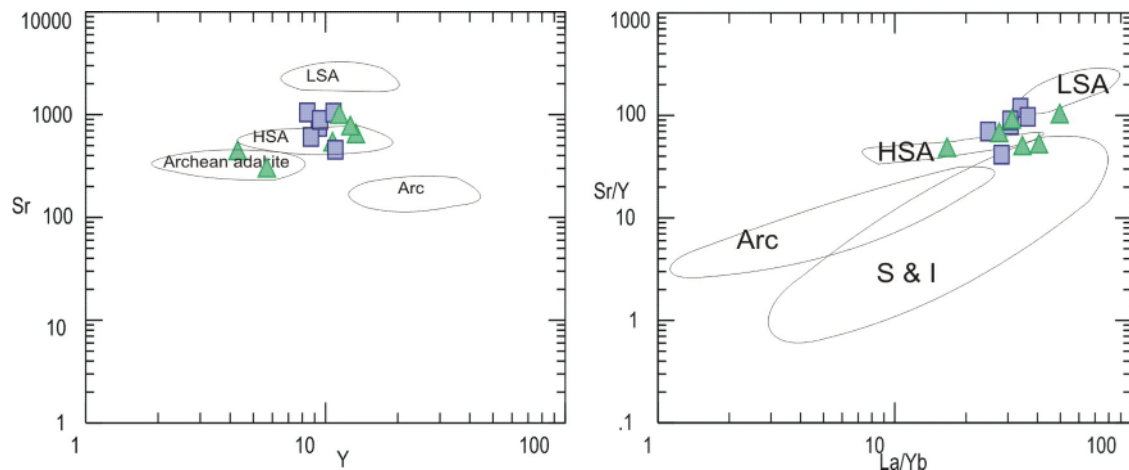 10000
1000
100
10
1
Sr
LSA
HSA
Archean adakite
Arc
1
10
100
Y
1000
100
10
1
.1
Sr/Y
LSA
HSA
Arc
S & I
1
10
100
La/Yb